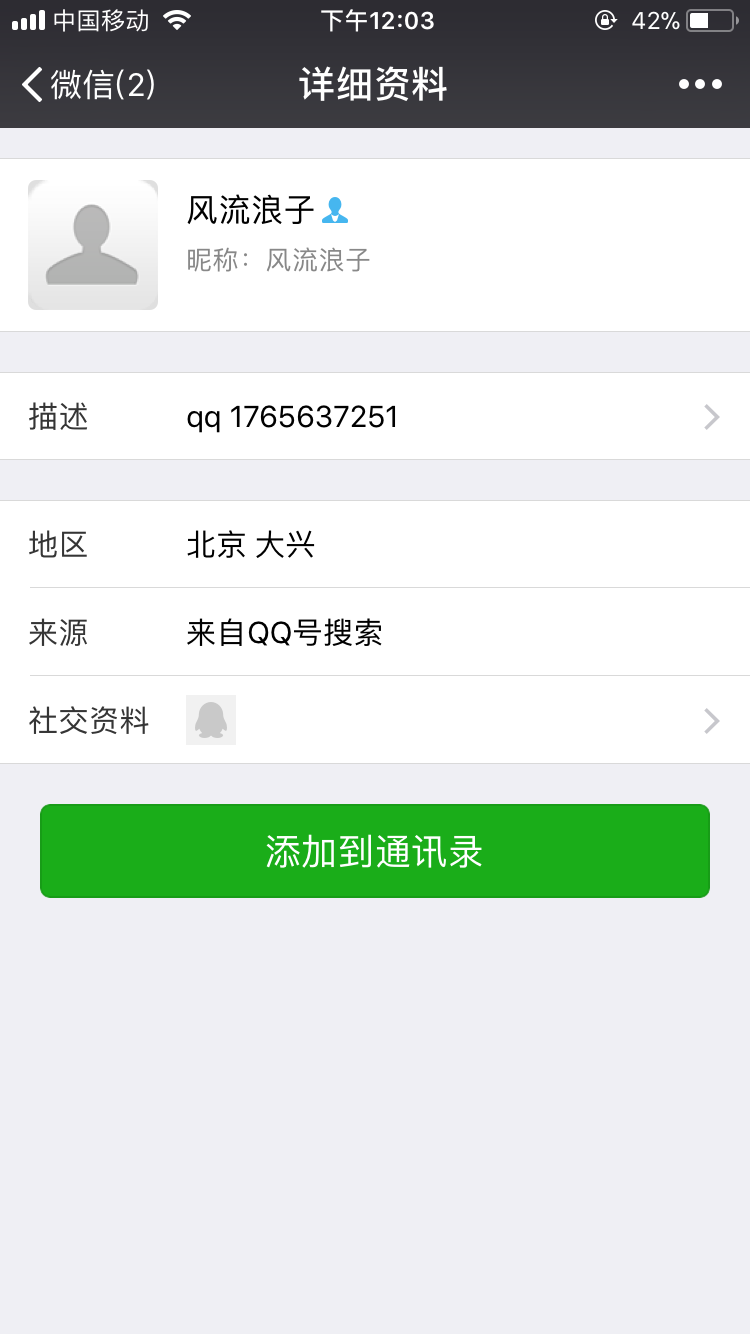 中国移动 下午12:03 42%
微信(2) 详细资料
风流浪子
昵称：风流浪子
描述 qq 1765637251
地区 北京 大兴
来源 来自QQ号搜索
社交资料
添加到通讯录